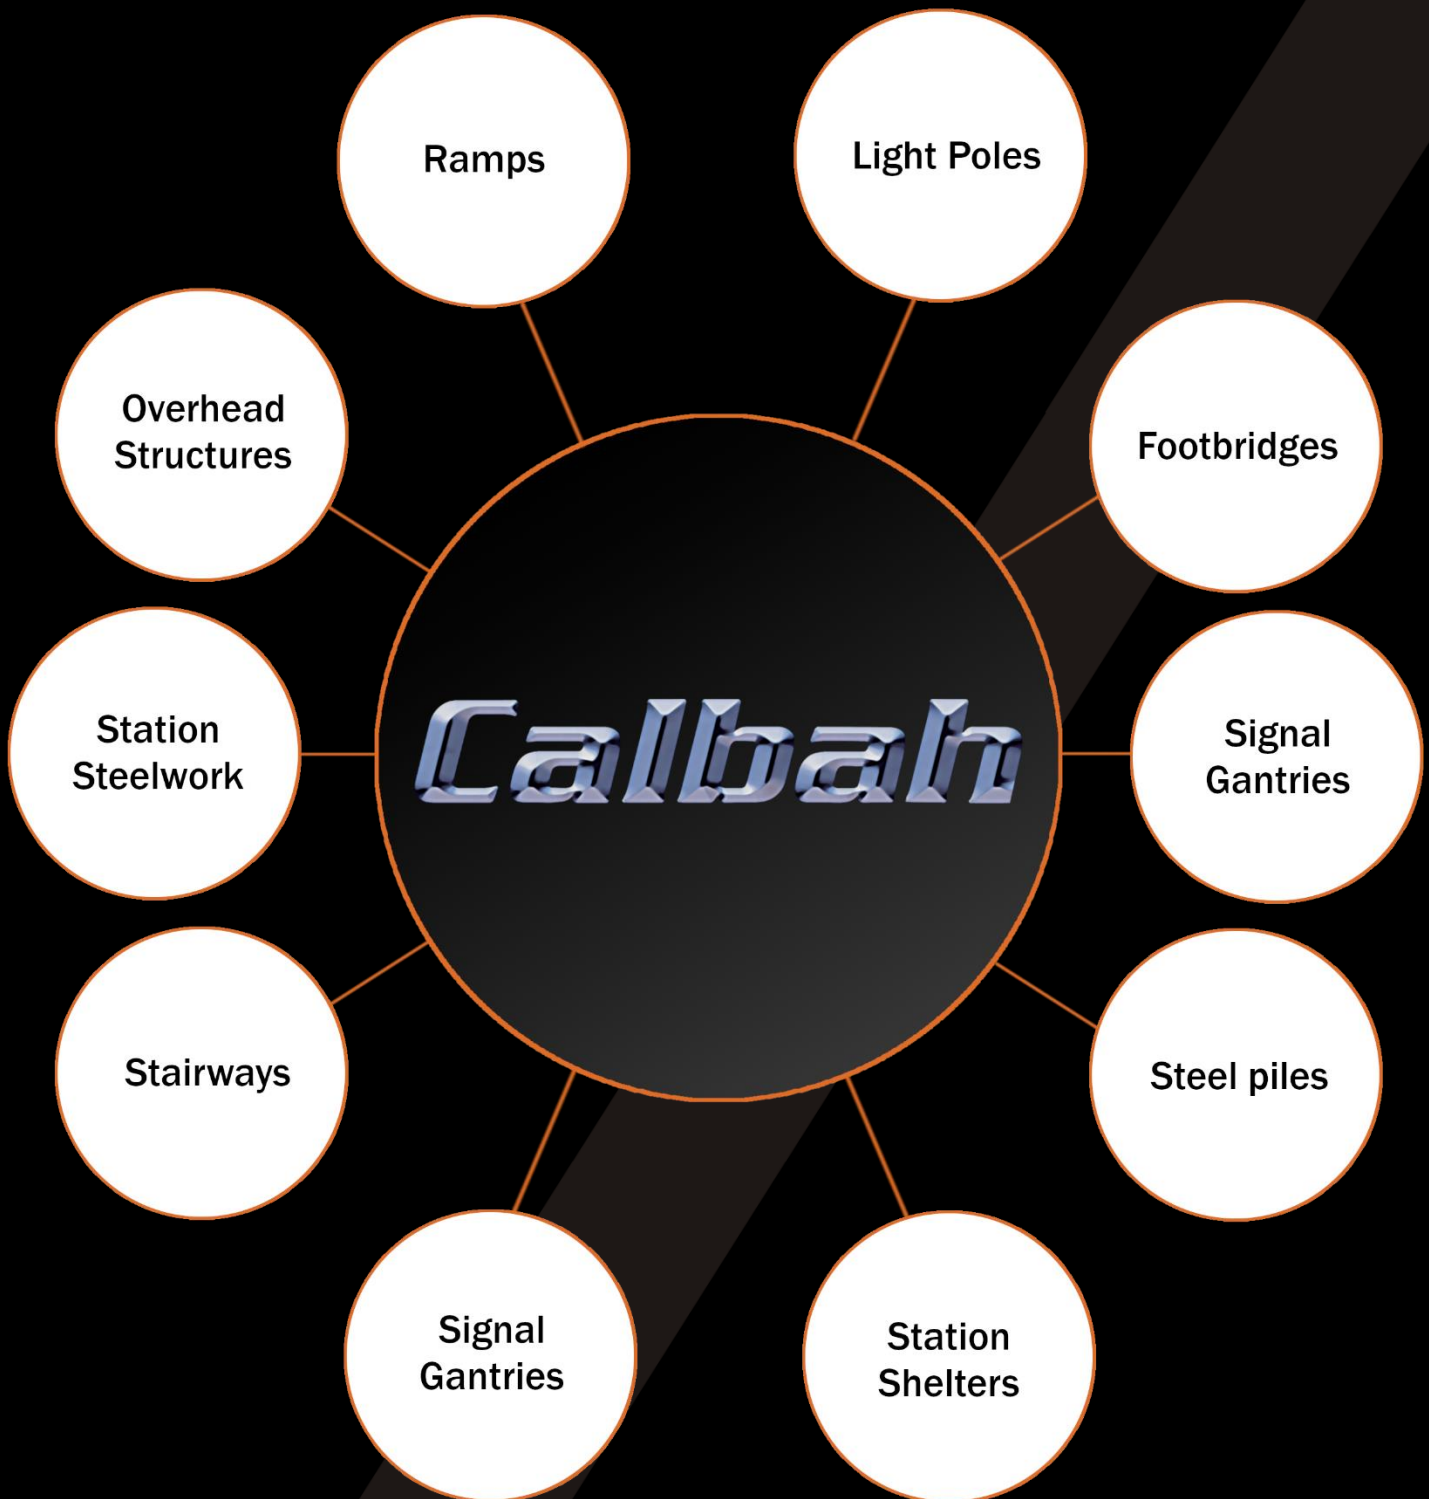 Ramps
Light Poles
Overhead
Structures
Footbridges
Station
Steelwork
Calbah
Signal
Gantries
Stairways
Steel piles
Signal
Gantries
Station
Shelters